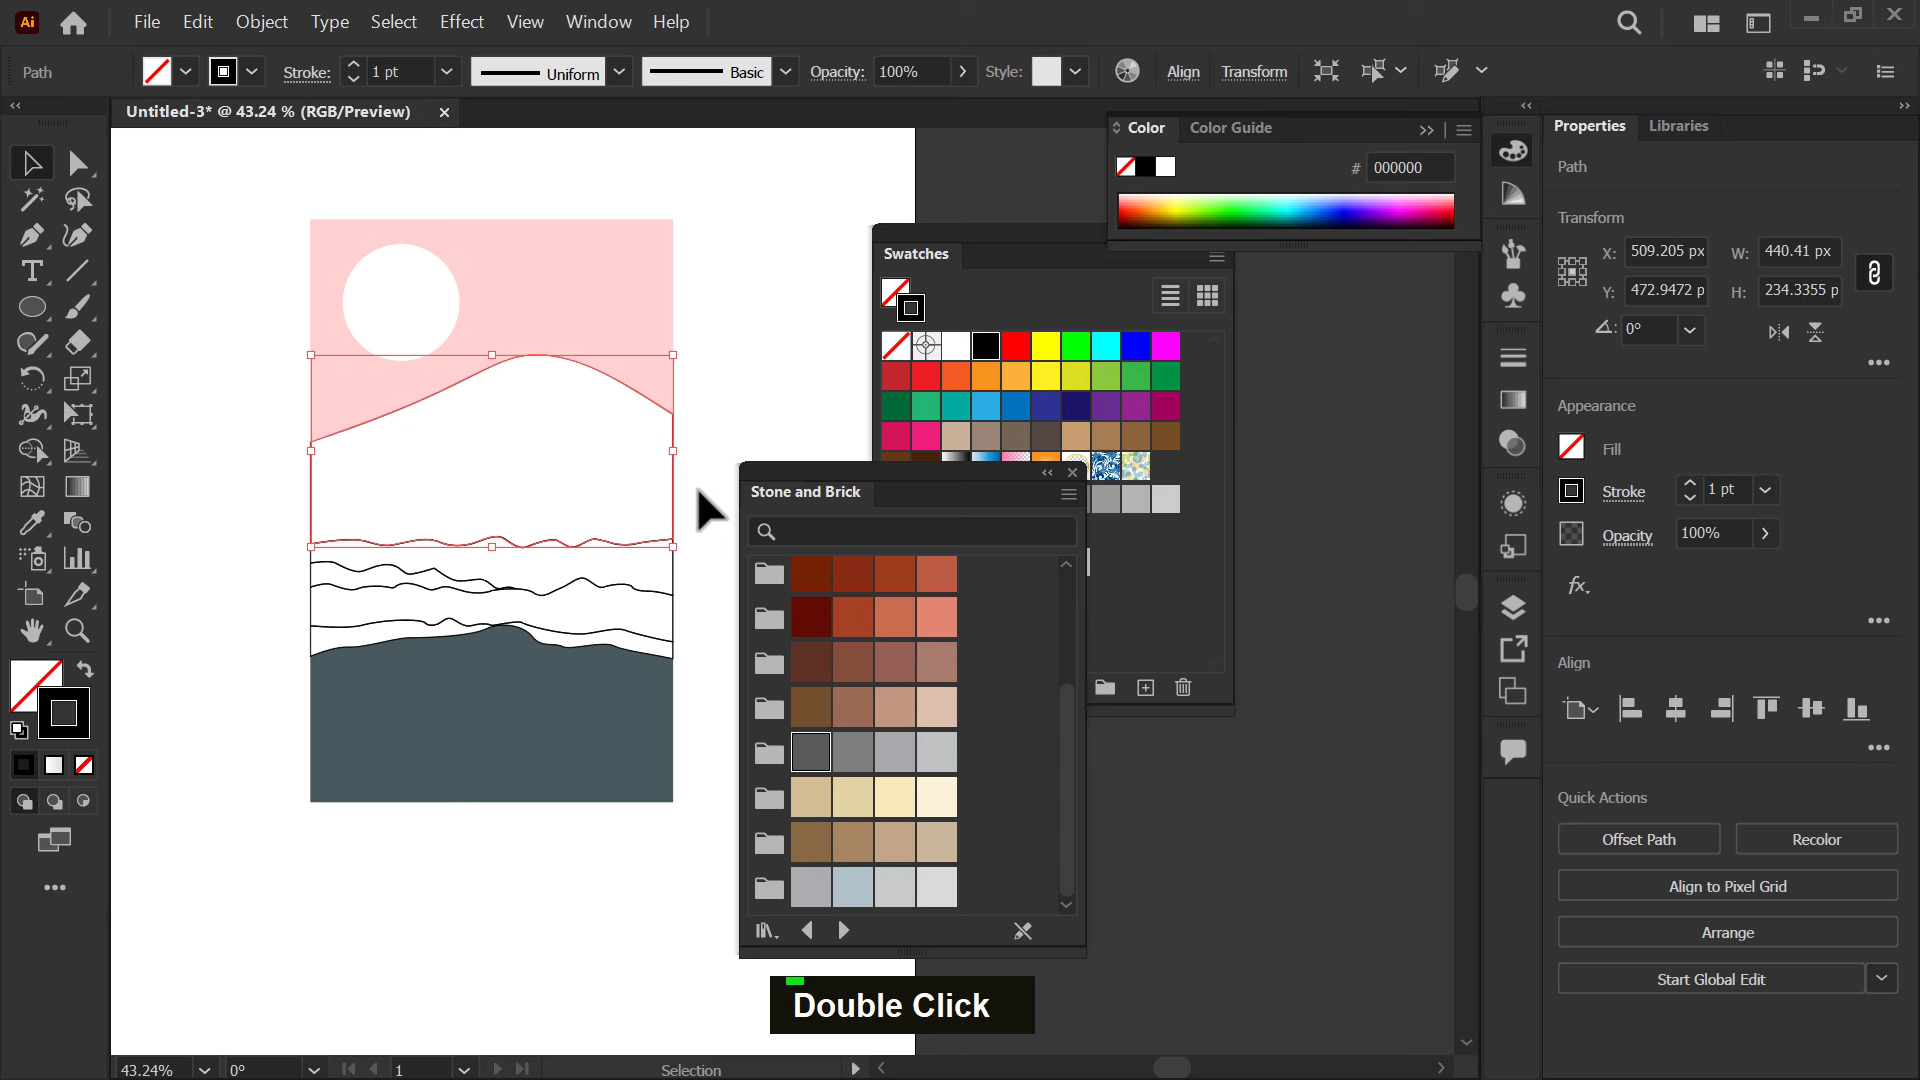 Ai File Edit Object Type Select Effect View Window Help
Path Stroke: 1 pt Uniform Basic Opacity: 100% Style: Align Transform
Untitled-3* @ 43.24 % (RGB/Preview)
Color Color Guide
# 000000
Swatches
Stone and Brick
Double Click
43.24% 0° 1 Selection
Properties Libraries
Path
Transform
X: 509.205 px W: 440.41 px
Y: 472.9472 p H: 234.3355 p
0°
Appearance
Fill
Stroke 1 pt
Opacity 100%
fx
Align
Quick Actions
Offset Path Recolor
Align to Pixel Grid
Arrange
Start Global Edit